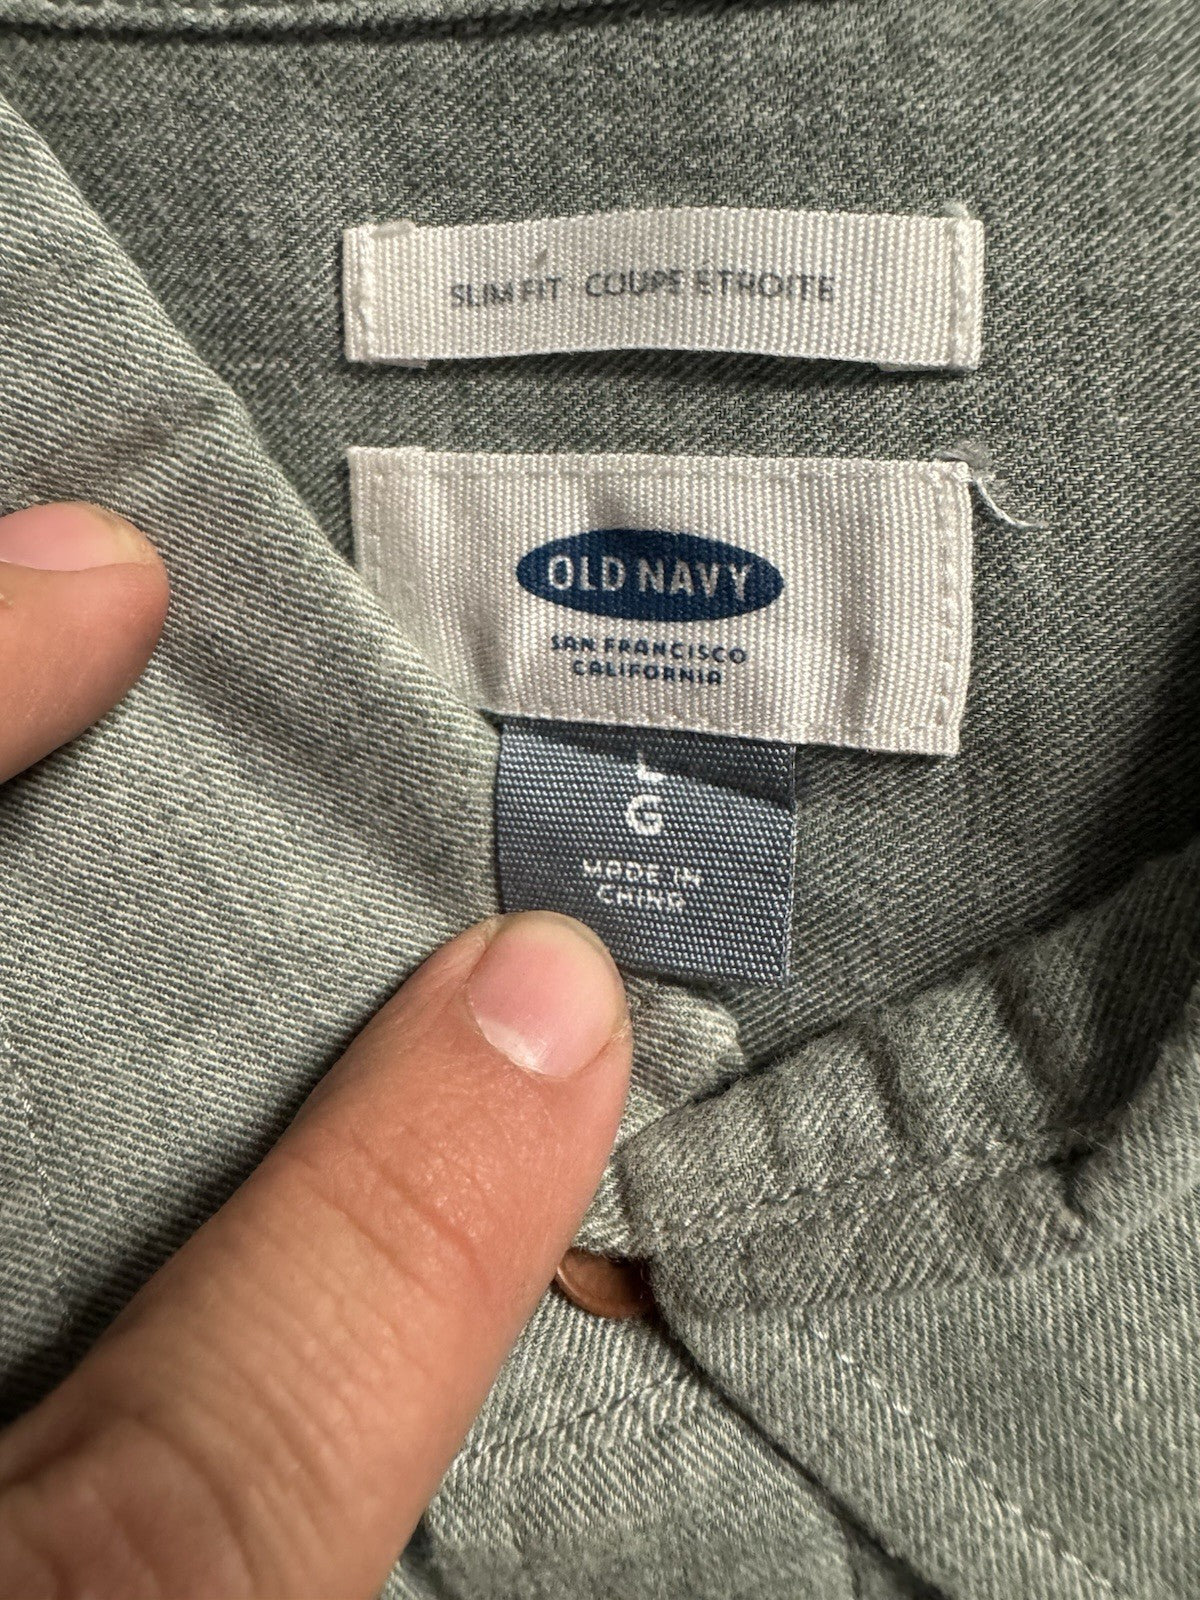 SLIM FIT · COUPE ÉTROITE
OLD NAVY
SAN FRANCISCO
CALIFORNIA
L
G
MADE IN
CHINA